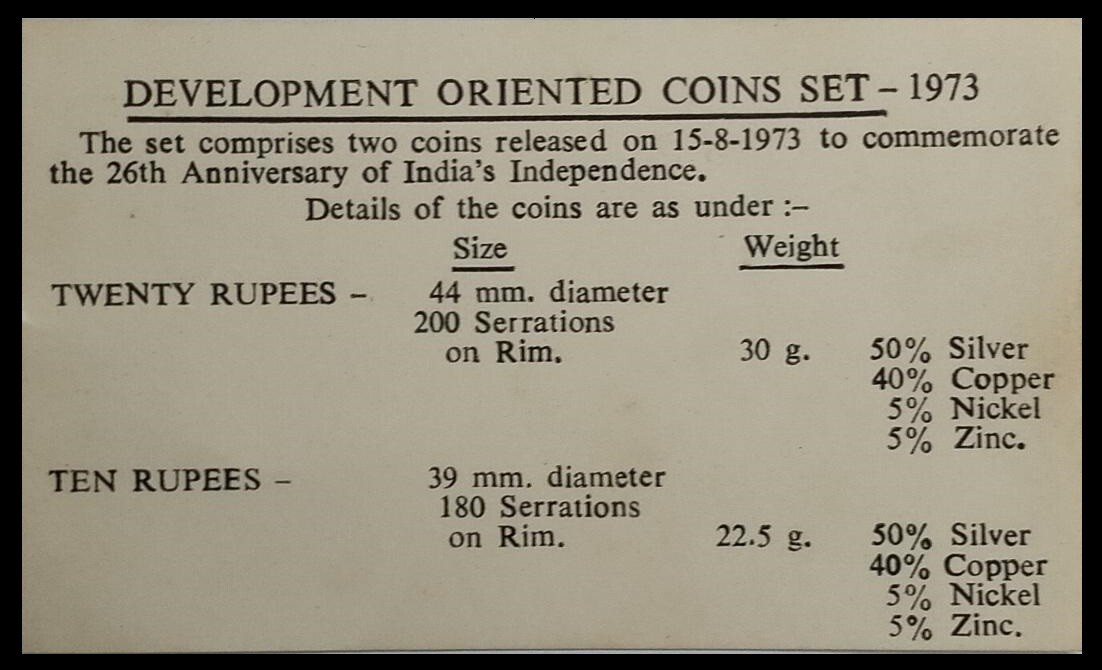 DEVELOPMENT ORIENTED COINS SET – 1973
The set comprises two coins released on 15-8-1973 to commemorate
the 26th Anniversary of India's Independence.
Details of the coins are as under :–
Size Weight
TWENTY RUPEES – 44 mm. diameter
200 Serrations
on Rim. 30 g. 50% Silver
40% Copper
5% Nickel
5% Zinc.
TEN RUPEES – 39 mm. diameter
180 Serrations
on Rim. 22.5 g. 50% Silver
40% Copper
5% Nickel
5% Zinc.